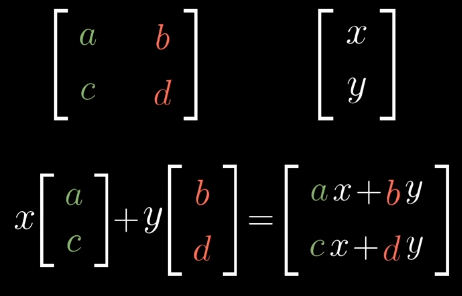 [a b; c d] [x; y]
x[a; c] + y[b; d] = [ax+by; cx+dy]